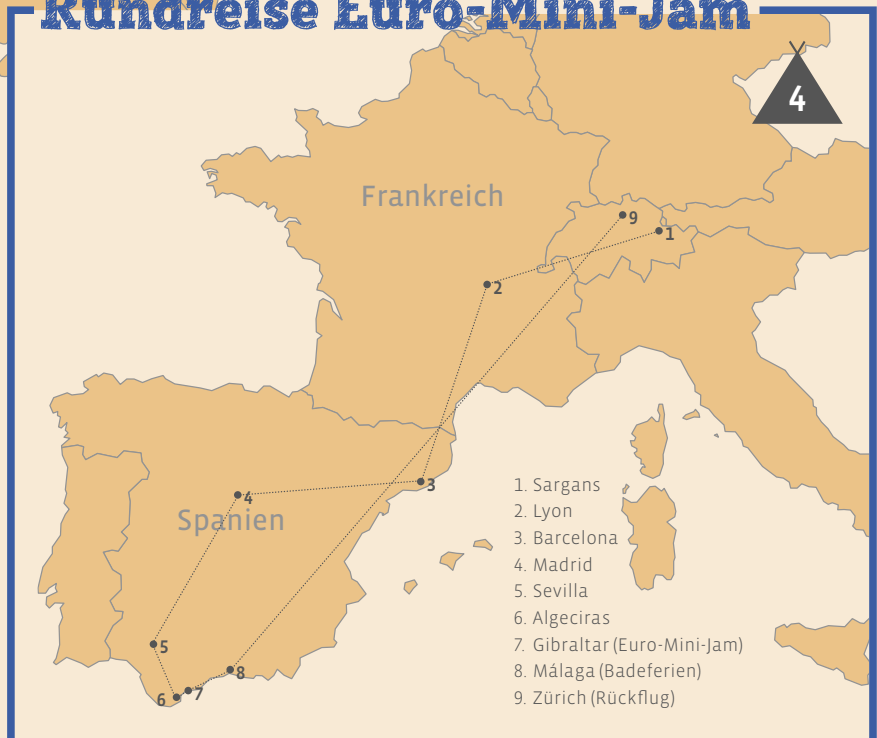 Rundreise Euro-Mini-Jam
4
Frankreich
9
1
2
3
4
Spanien
5
6
7
8
1. Sargans
2. Lyon
3. Barcelona
4. Madrid
5. Sevilla
6. Algeciras
7. Gibraltar (Euro-Mini-Jam)
8. Málaga (Badeferien)
9. Zürich (Rückflug)